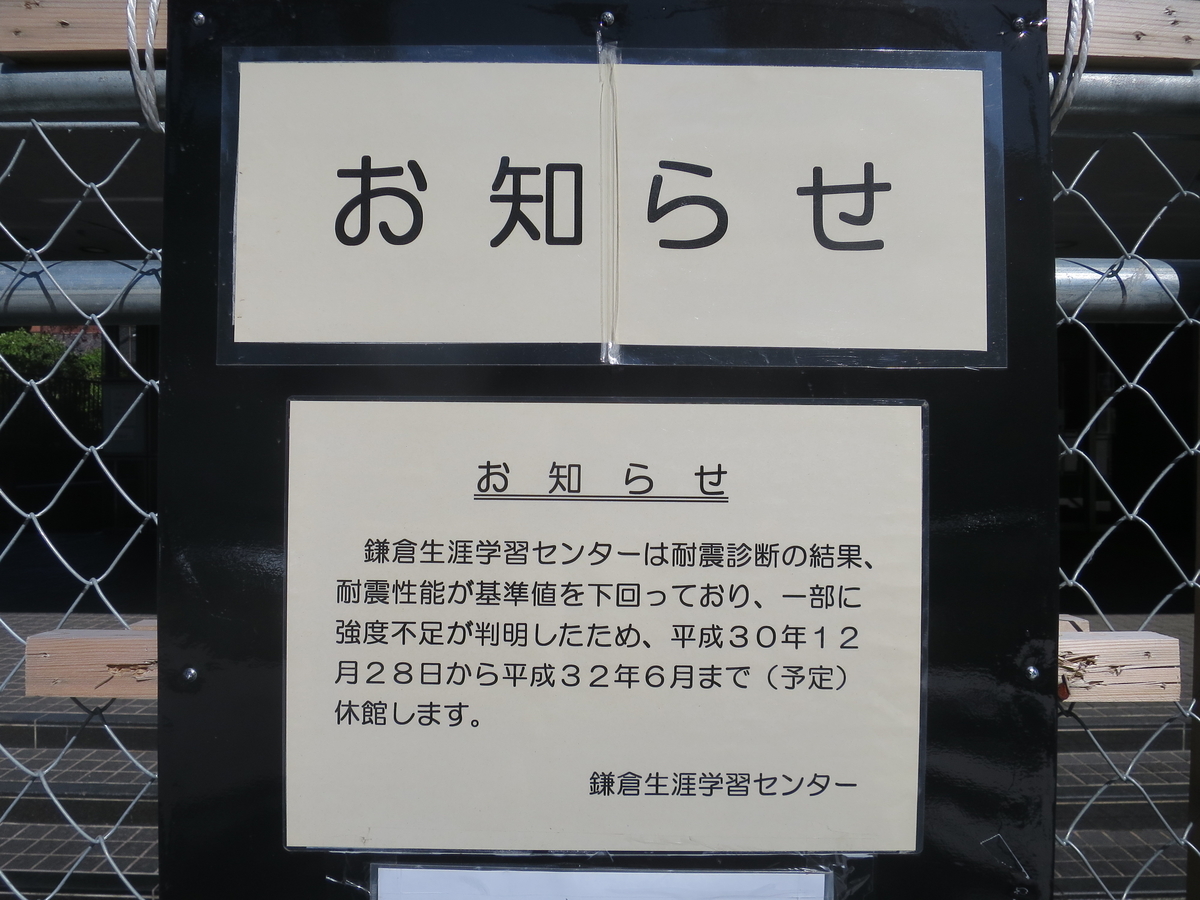 お知らせ
お知らせ
鎌倉生涯学習センターは耐震診断の結果、
耐震性能が基準値を下回っており、一部に
強度不足が判明したため、平成３０年１２
月２８日から平成３２年６月まで（予定）
休館します。
鎌倉生涯学習センター